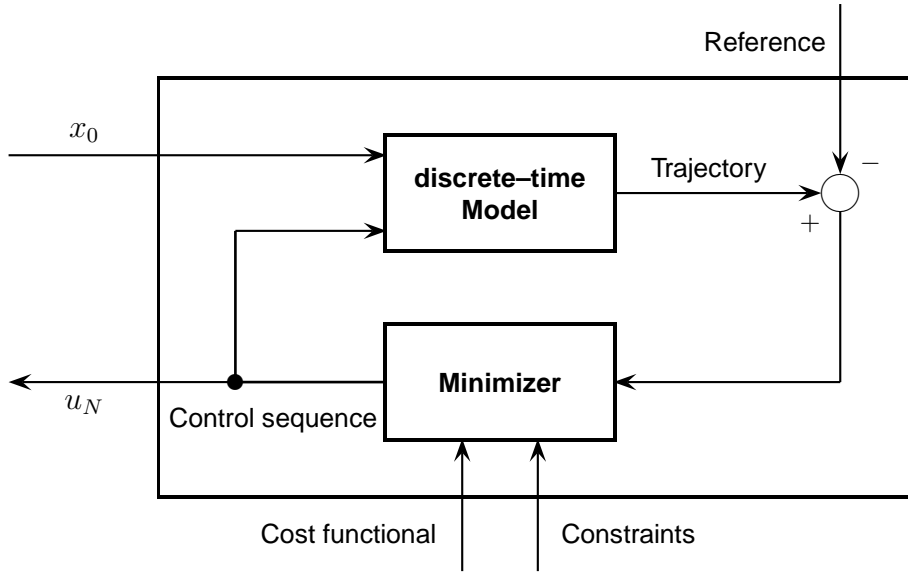 Reference
x_0
discrete–time
Model
Trajectory
−
+
Minimizer
u_N
Control sequence
Cost functional
Constraints